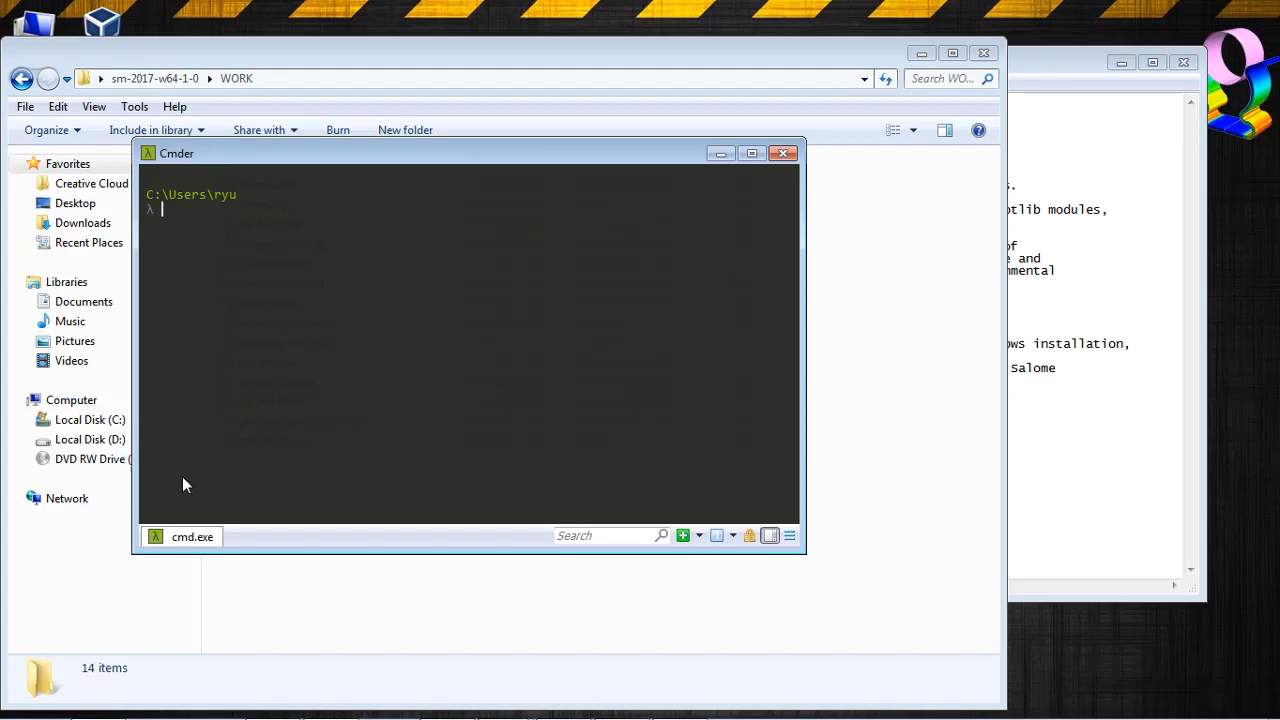 sm-2017-w64-1-0 WORK
Search WO...
File Edit View Tools Help
Organize Include in library Share with Burn New folder
Cmder
C:\Users\ryu
λ
Favorites
Creative Cloud
Desktop
Downloads
Recent Places
Libraries
Documents
Music
Pictures
Videos
Computer
Local Disk (C:)
Local Disk (D:)
DVD RW Drive (
Network
λ cmd.exe
Search
14 items
s.
otlib modules,
of
e and
nmental
ows installation,
Salome